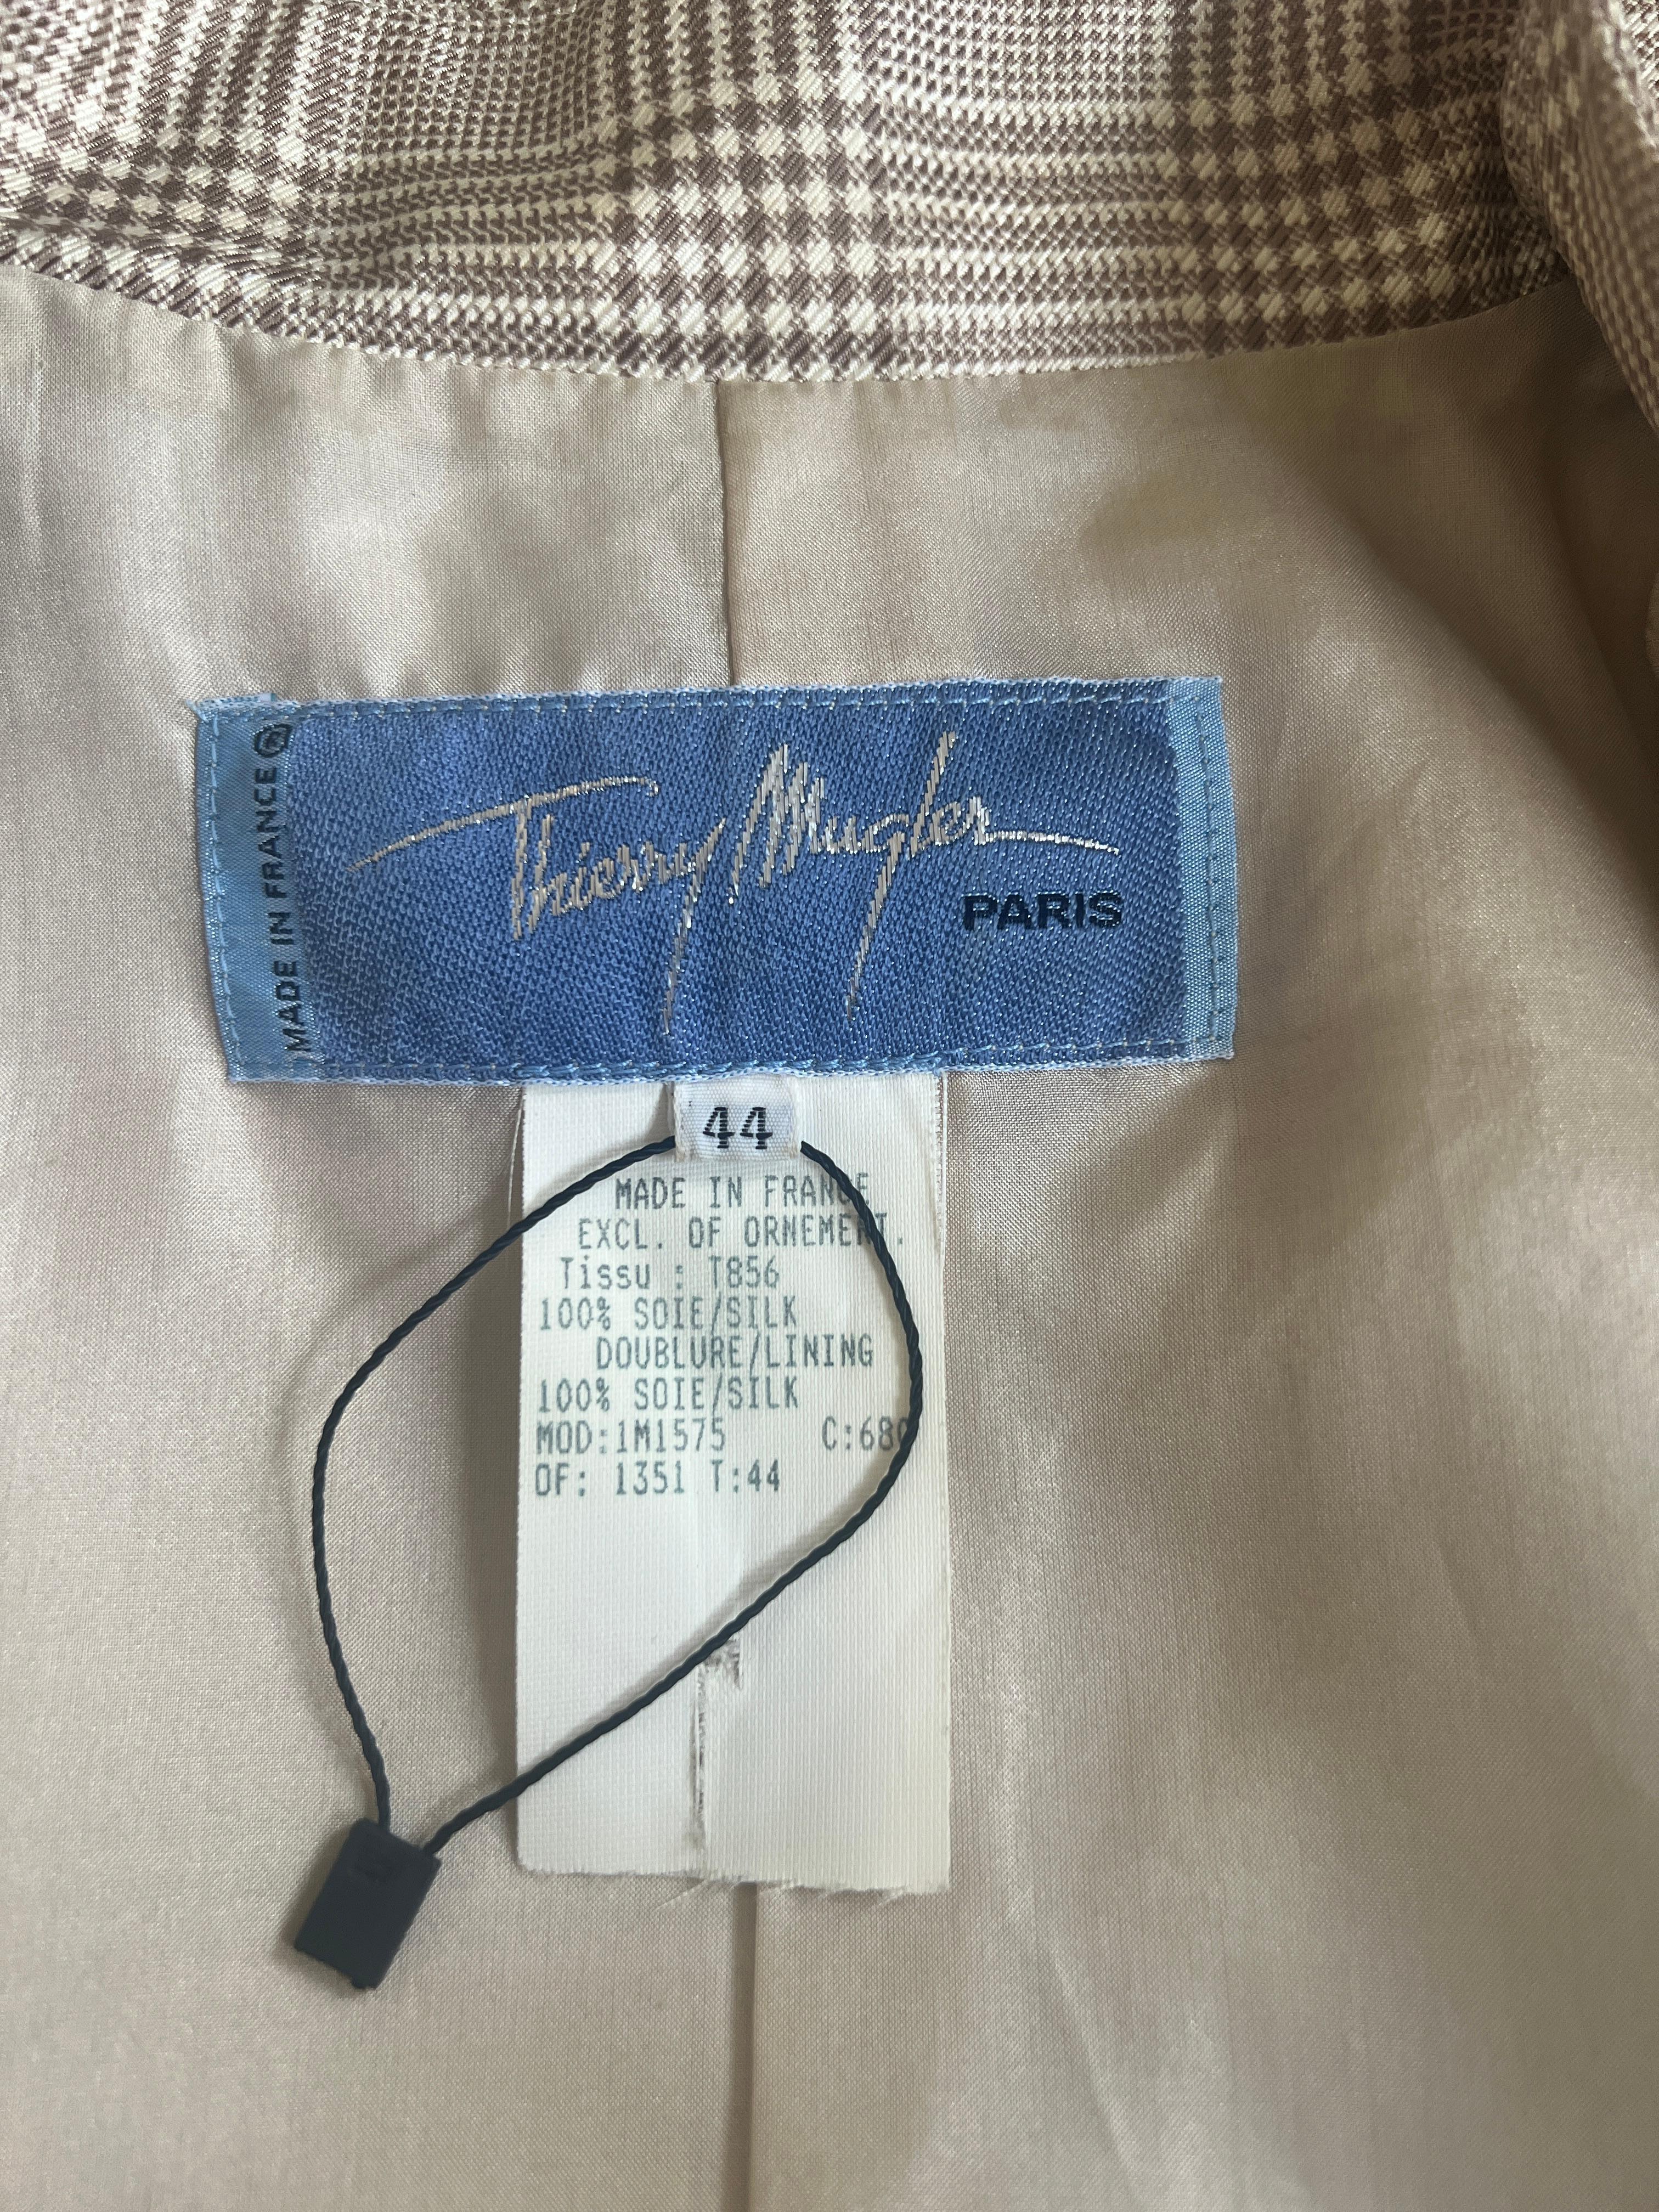 MADE IN FRANCE
Thierry Mugler
PARIS
44
MADE IN FRANCE
EXCL. OF ORNEMENT.
Tissu : T856
100% SOIE/SILK
DOUBLURE/LINING
100% SOIE/SILK
MOD:1M1575
OF: 1351 T:44